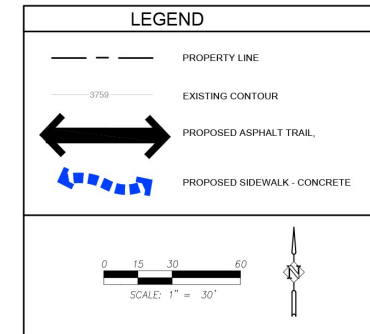 LEGEND
PROPERTY LINE
3759
EXISTING CONTOUR
PROPOSED ASPHALT TRAIL,
PROPOSED SIDEWALK - CONCRETE
0 15 30 60
SCALE: 1" = 30'
N